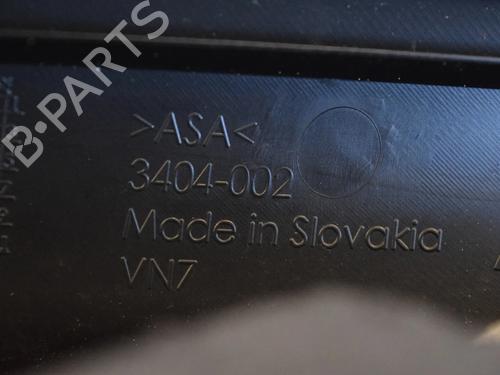 B-PARTS
>ASA<
3404-002
Made in Slovakia
VN7